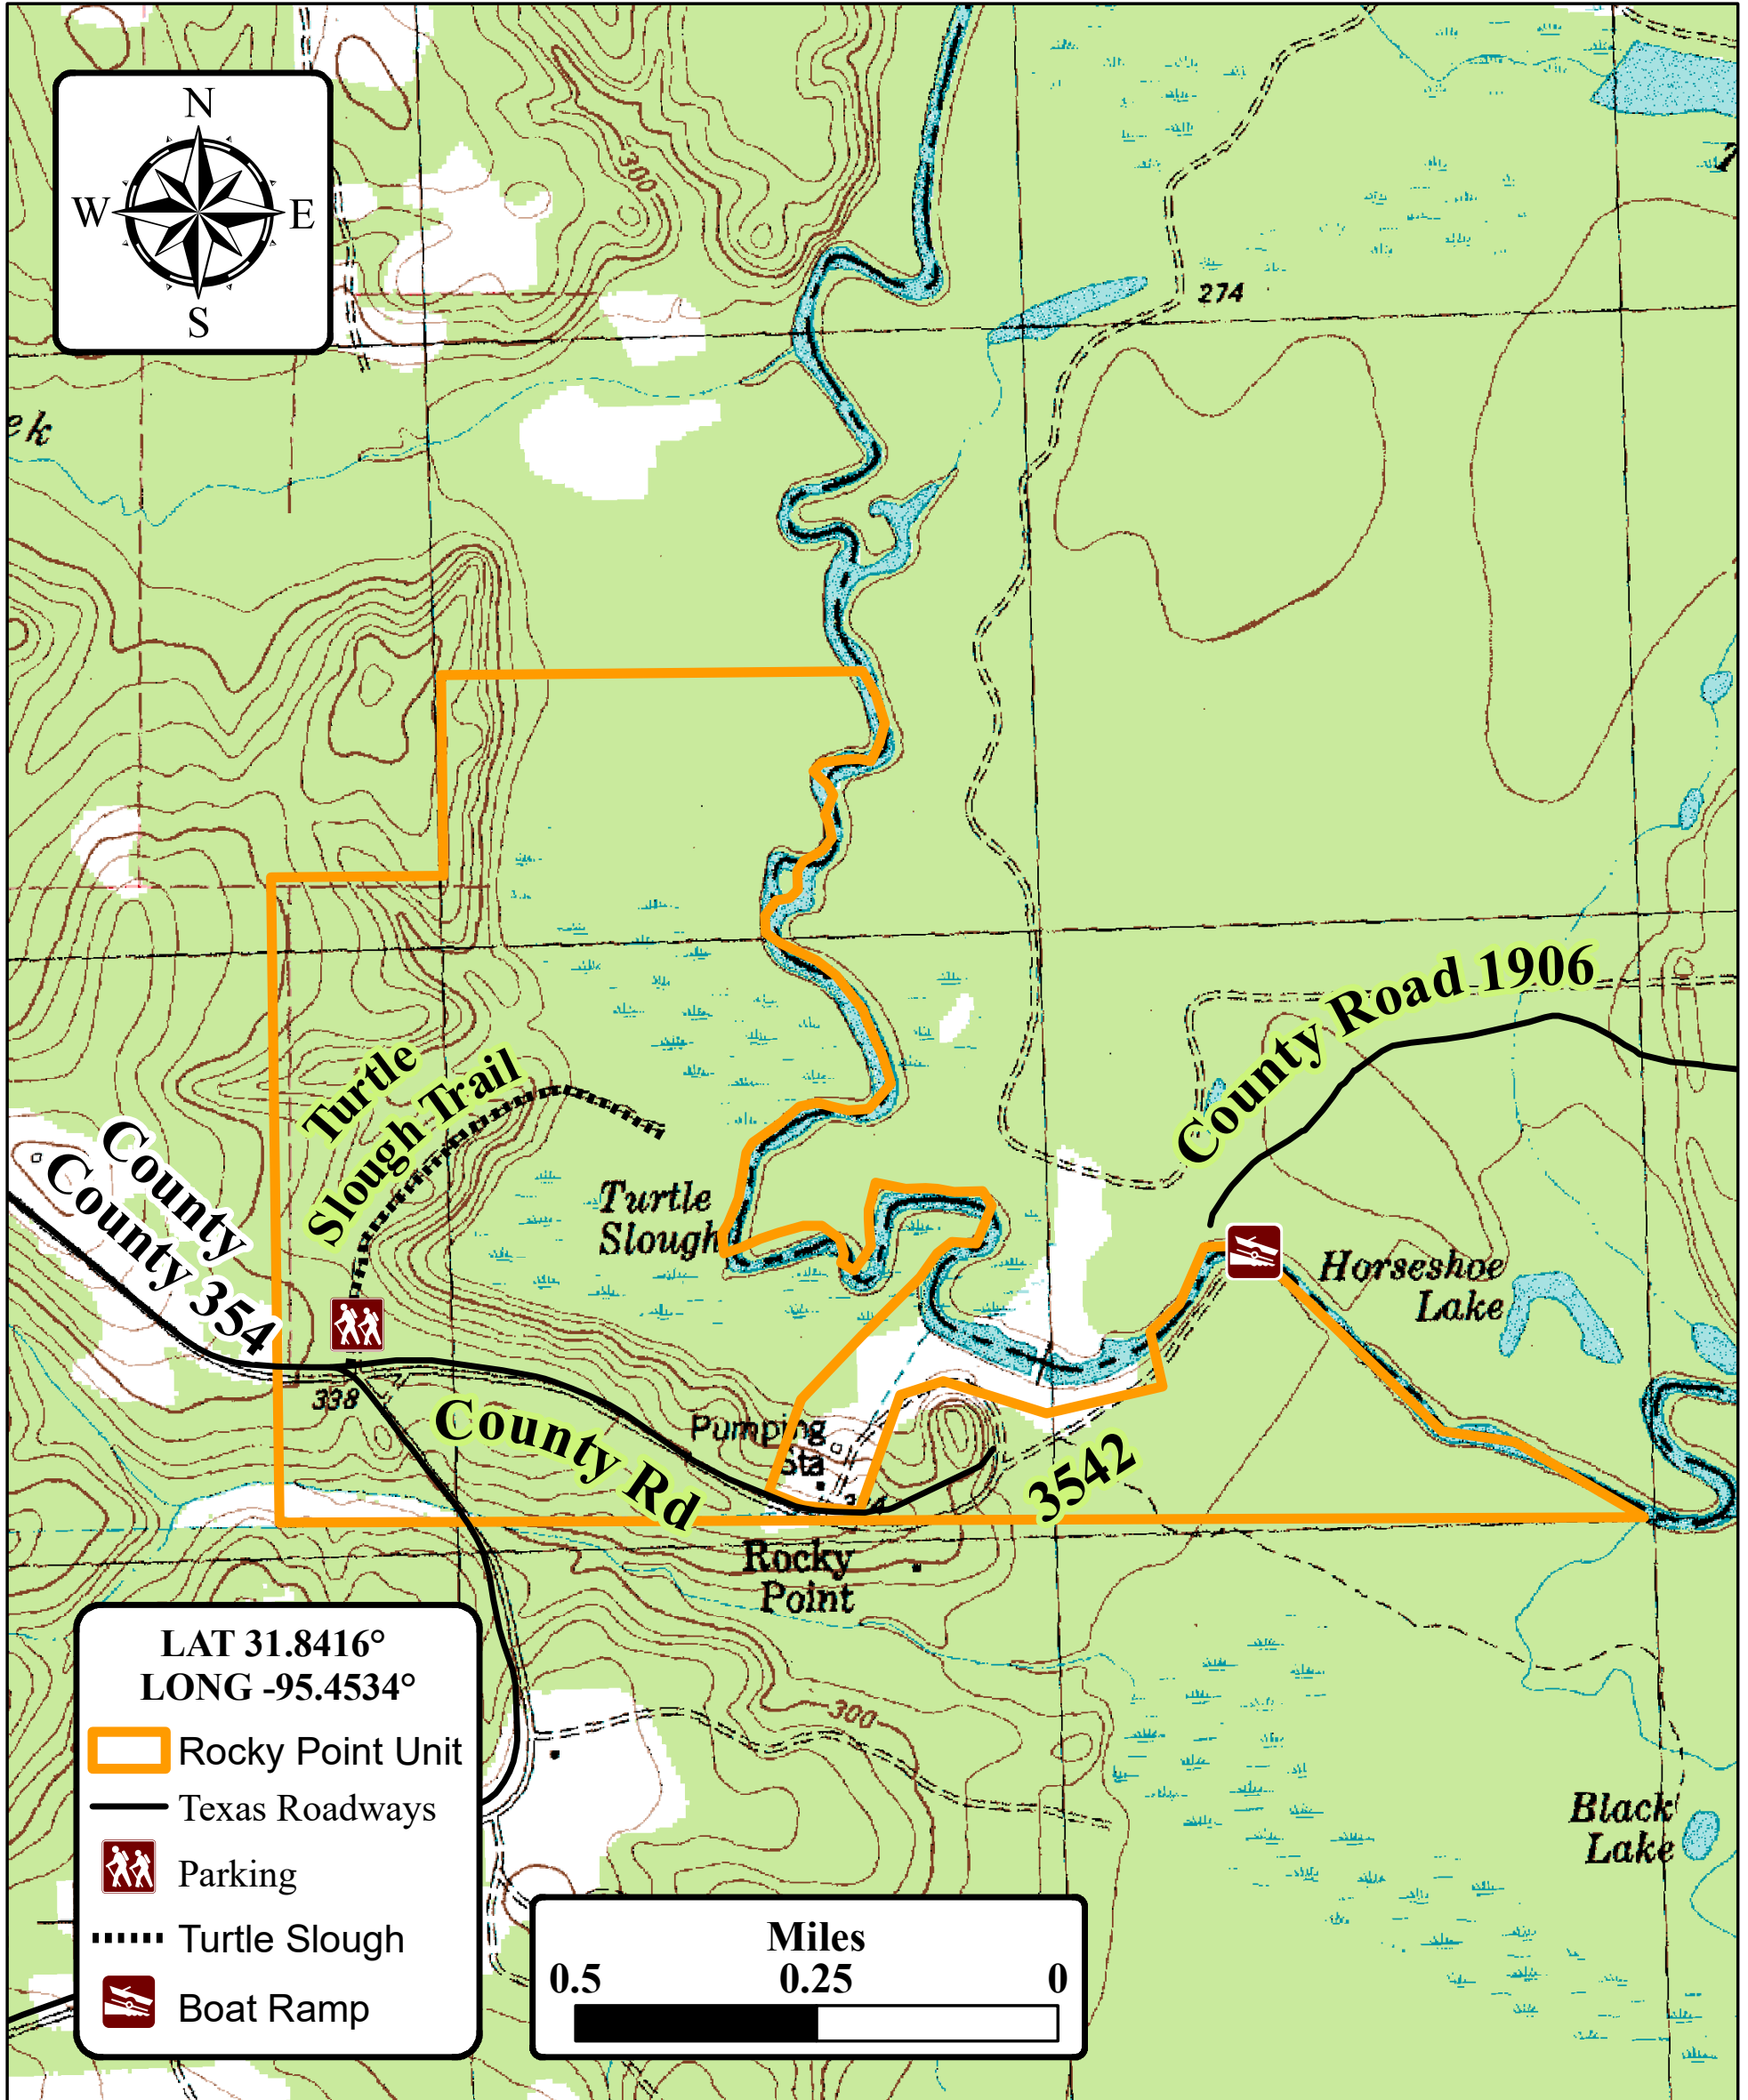 N
W E
S
300
274
ek
Turtle
Slough Trail
County Road 1906
County
County 354
Turtle
Slough
Horseshoe
Lake
338
County Rd
3542
Pumping
Sta
Rocky
Point
300
Black
Lake
LAT 31.8416°
LONG -95.4534°
Rocky Point Unit
Texas Roadways
Parking
Turtle Slough
Boat Ramp
Miles
0.5 0.25 0